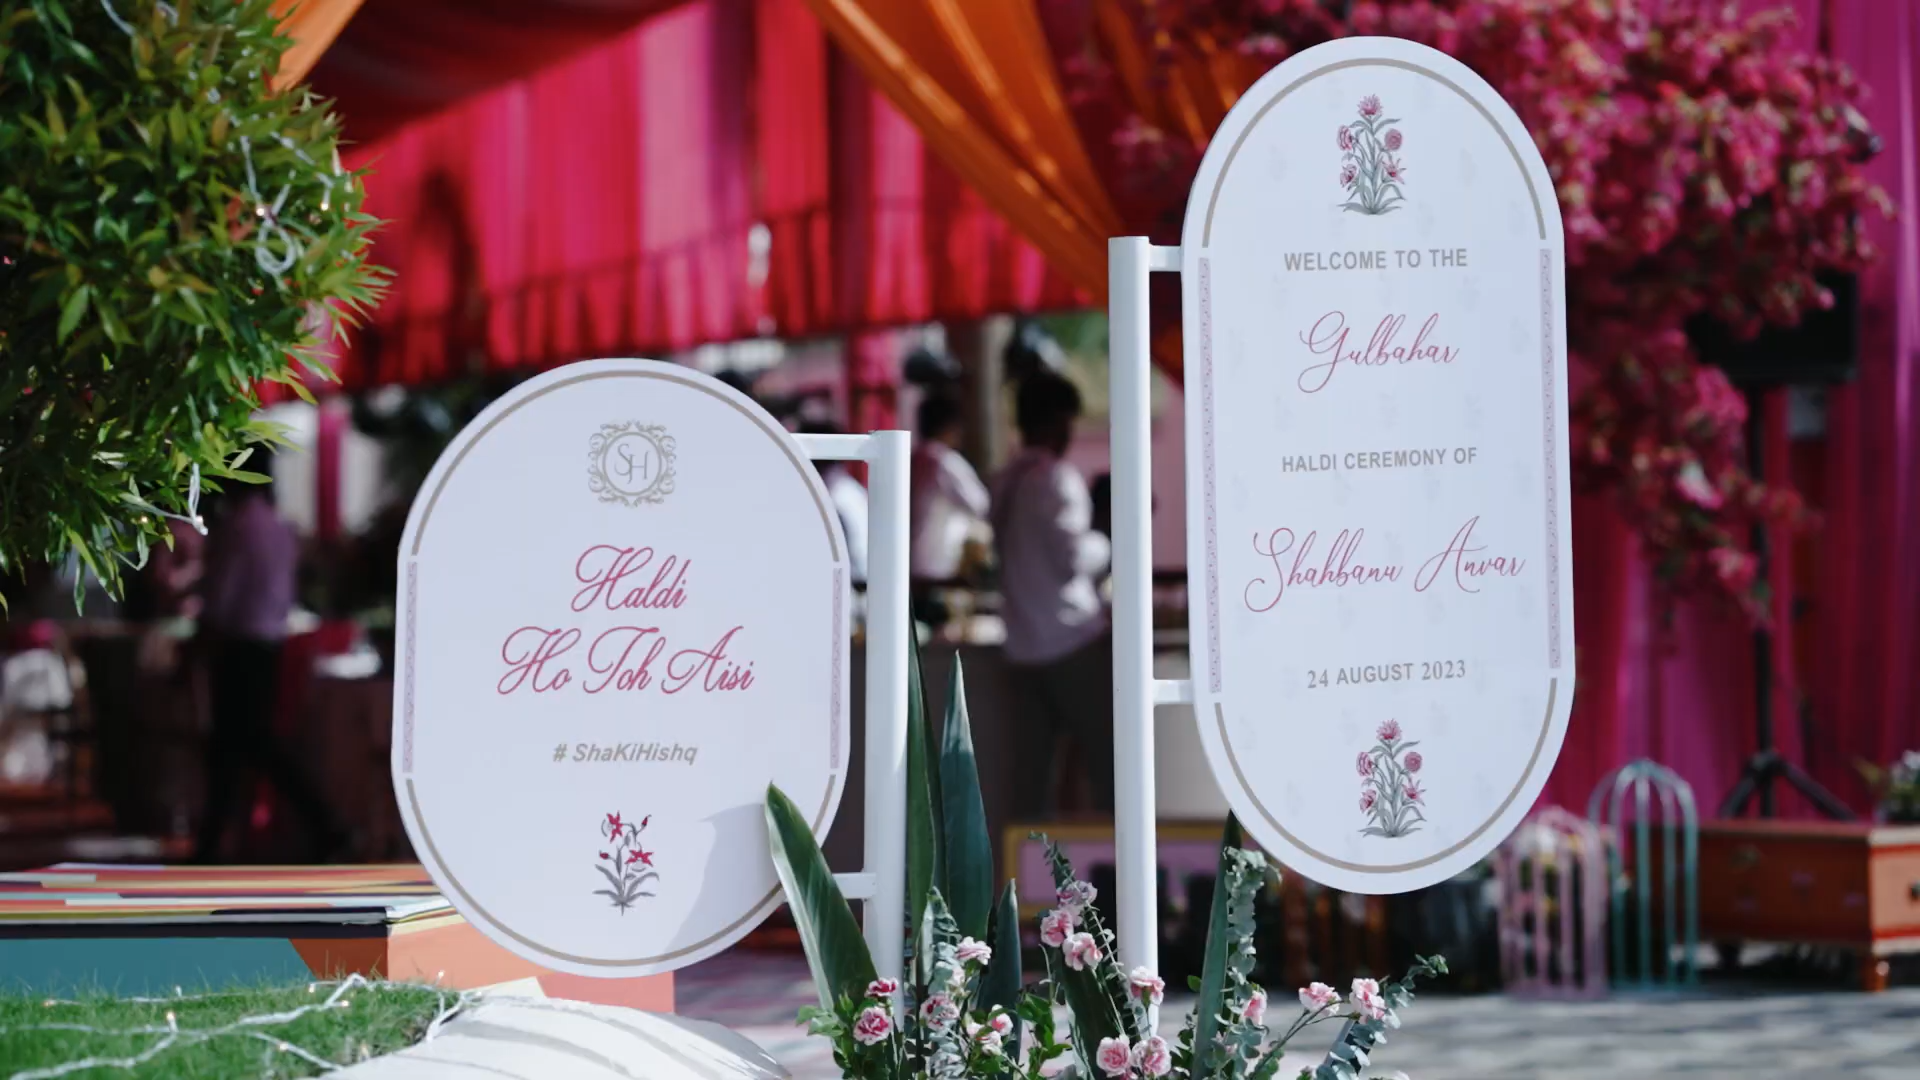 SH
Haldi
Ho Toh Aisi
# ShaKiHishq
WELCOME TO THE
Gulbahar
HALDI CEREMONY OF
Shahbanu Anvar
24 AUGUST 2023